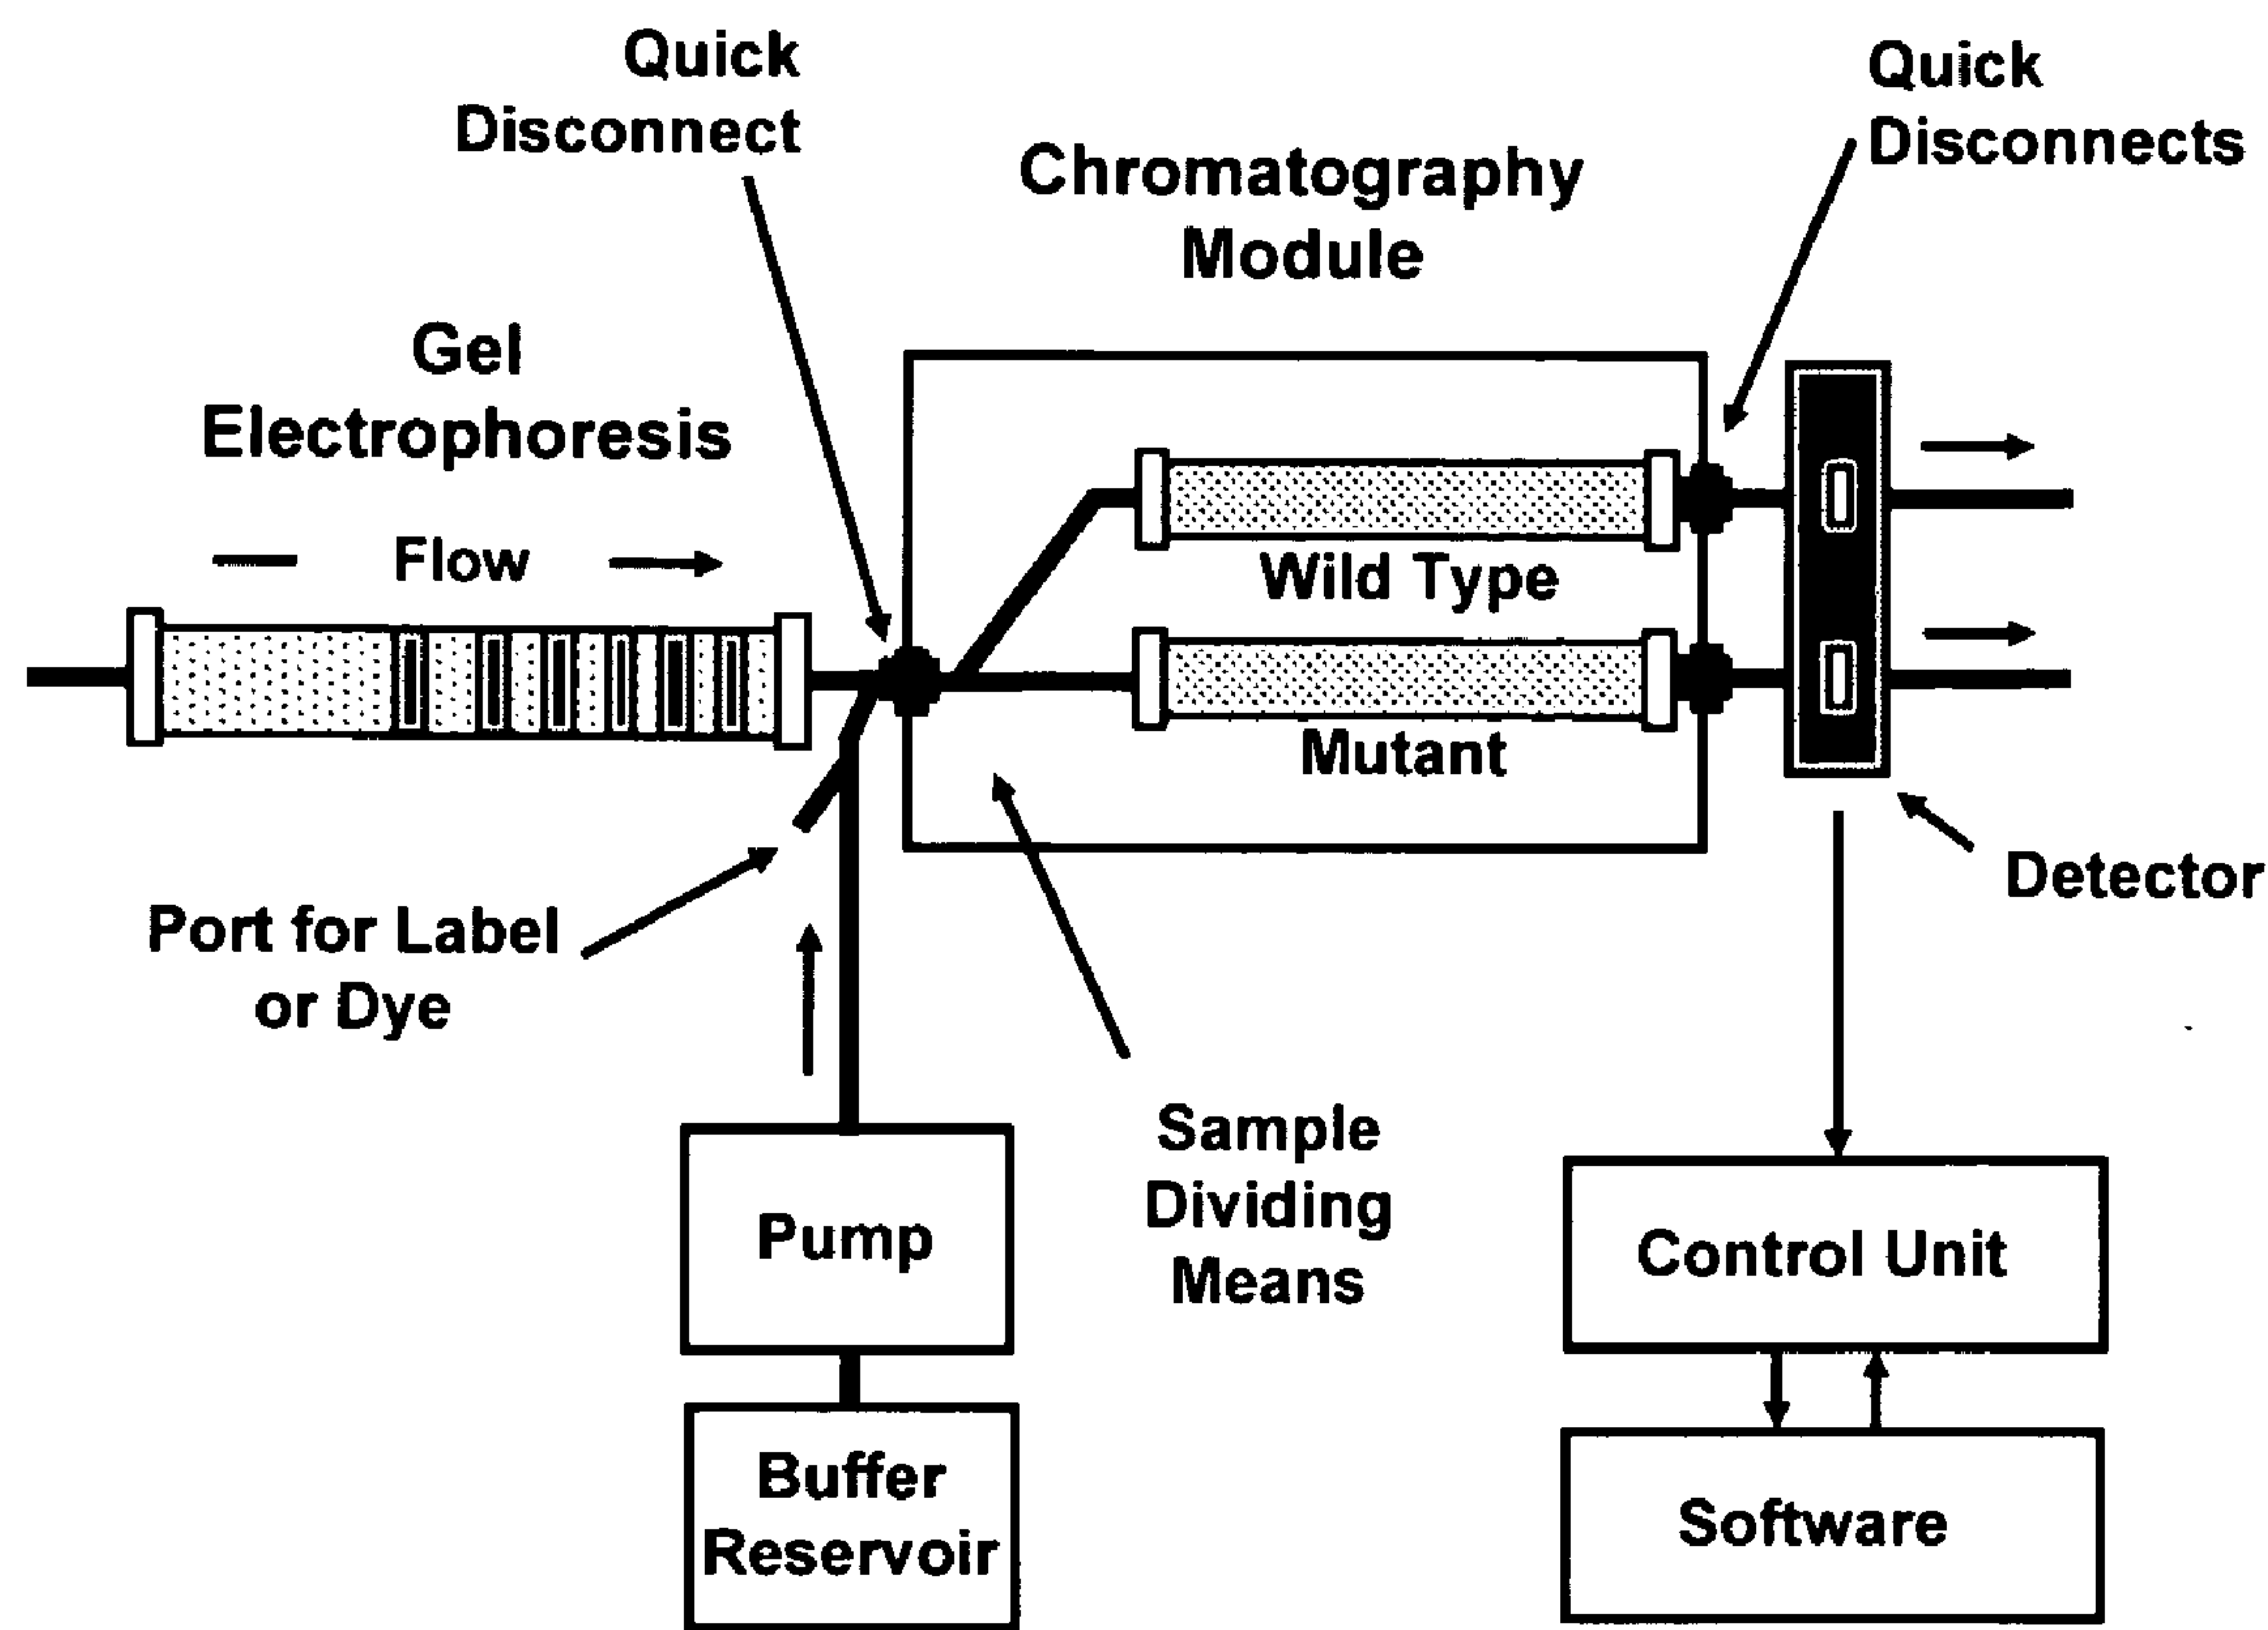 Quick
Disconnect
Quick
Disconnects
Chromatography
Module
Gel
Electrophoresis
Flow
Wild Type
Mutant
Detector
Port for Label
or Dye
Sample
Dividing
Means
Pump
Control Unit
Buffer
Reservoir
Software